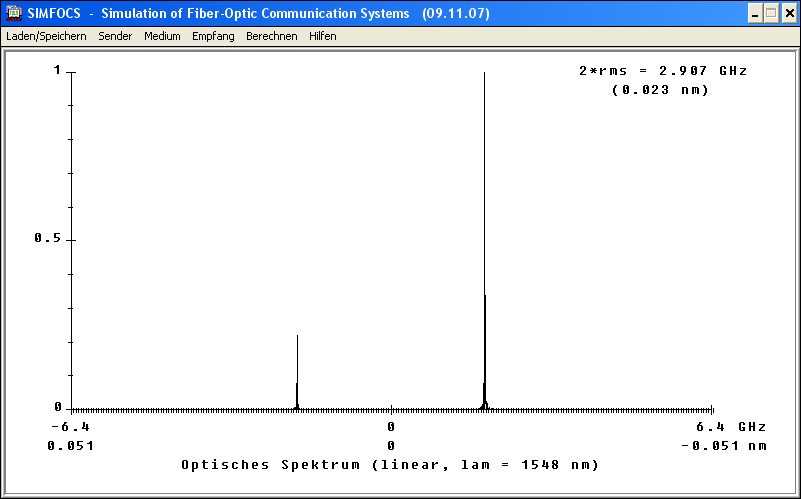 SIMFOCS - Simulation of Fiber-Optic Communication Systems (09.11.07)
Laden/Speichern Sender Medium Empfang Berechnen Hilfen
1
2*rms = 2.907 GHz
(0.023 nm)
0.5
0
-6.4 0 6.4 GHz
0.051 0 -0.051 nm
Optisches Spektrum (linear, lam = 1548 nm)